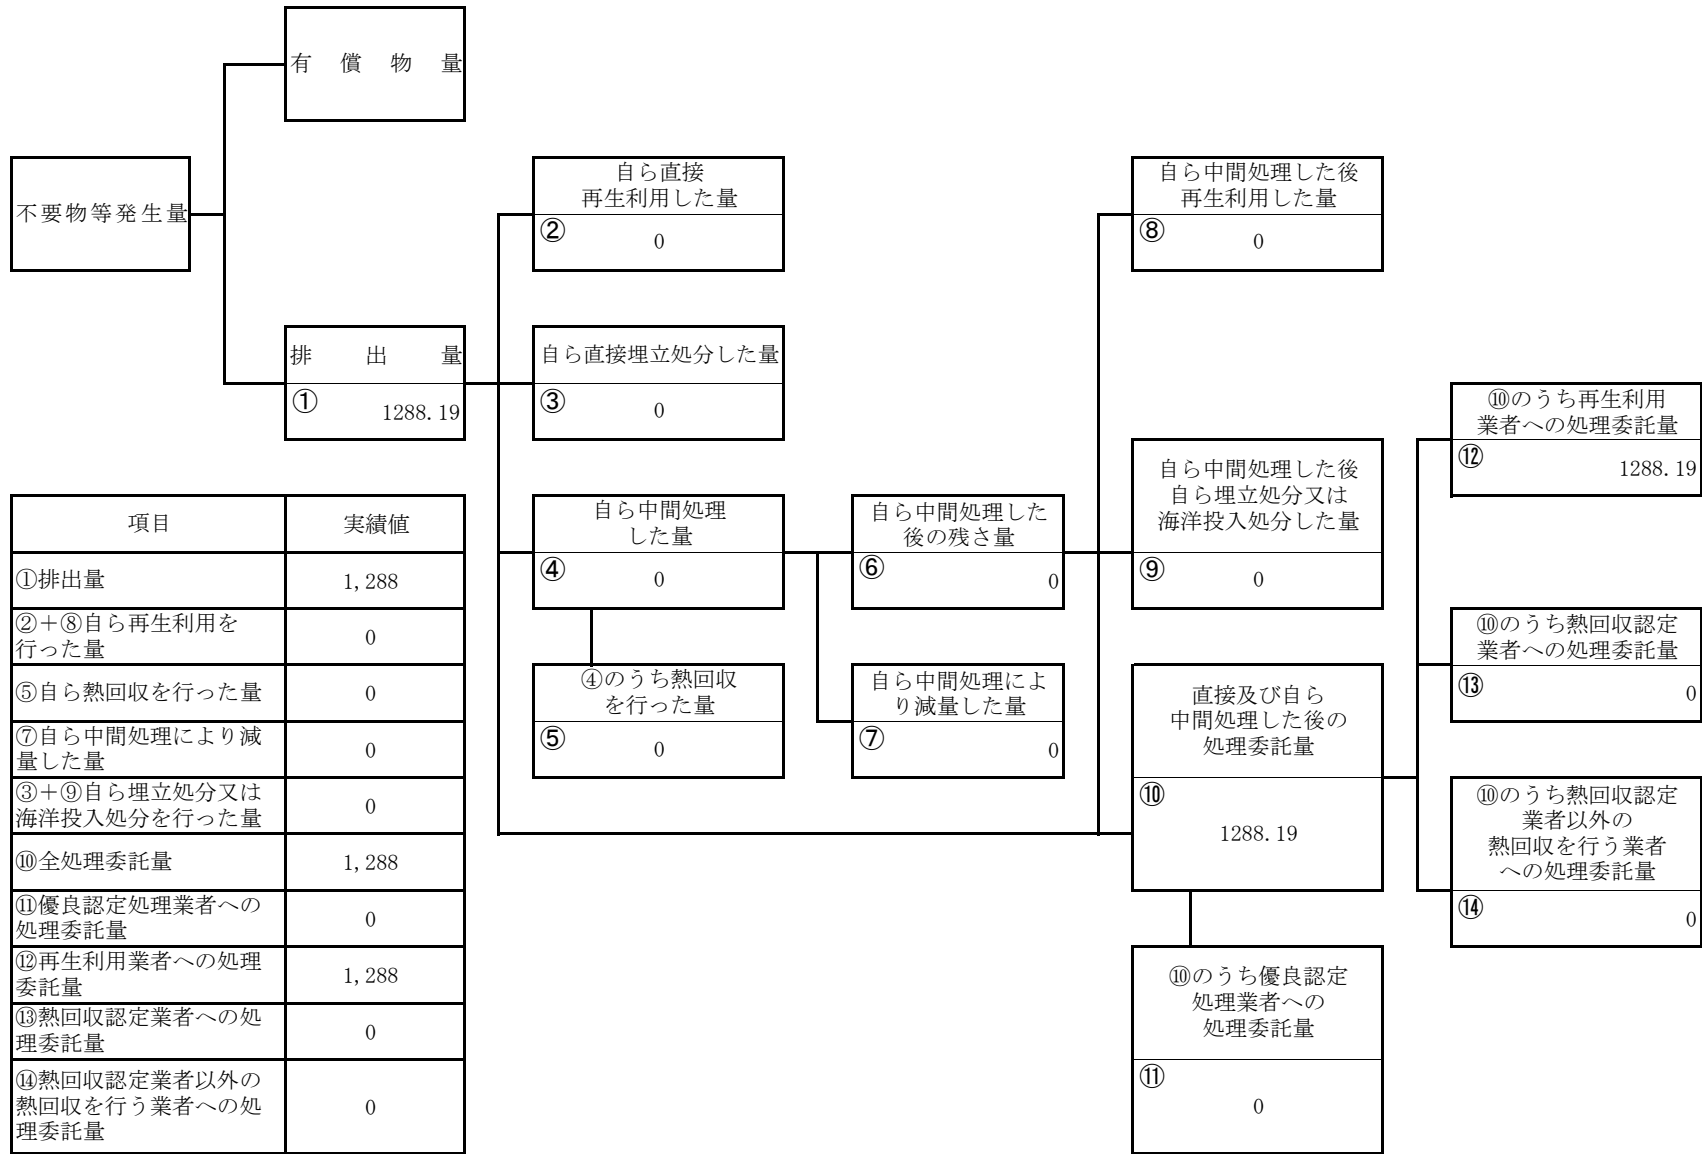 有償物量
不要物等発生量
排出量
①
1288.19
自ら直接
再生利用した量
②
0
自ら直接埋立処分した量
③
0
自ら中間処理
した量
④
0
④のうち熱回収
を行った量
⑤
0
自ら中間処理した
後の残さ量
⑥
0
自ら中間処理によ
り減量した量
⑦
0
自ら中間処理した後
再生利用した量
⑧
0
自ら中間処理した後
自ら埋立処分又は
海洋投入処分した量
⑨
0
直接及び自ら
中間処理した後の
処理委託量
⑩
1288.19
⑩のうち優良認定
処理業者への
処理委託量
⑪
0
⑩のうち再生利用
業者への処理委託量
⑫
1288.19
⑩のうち熱回収認定
業者への処理委託量
⑬
0
⑩のうち熱回収認定
業者以外の
熱回収を行う業者
への処理委託量
⑭
0
項目 実績値
①排出量 1,288
②＋⑧自ら再生利用を
行った量 0
⑤自ら熱回収を行った量 0
⑦自ら中間処理により減
量した量 0
③＋⑨自ら埋立処分又は
海洋投入処分を行った量 0
⑩全処理委託量 1,288
⑪優良認定処理業者への
処理委託量 0
⑫再生利用業者への処理
委託量 1,288
⑬熱回収認定業者への処
理委託量 0
⑭熱回収認定業者以外の
熱回収を行う業者への処
理委託量 0